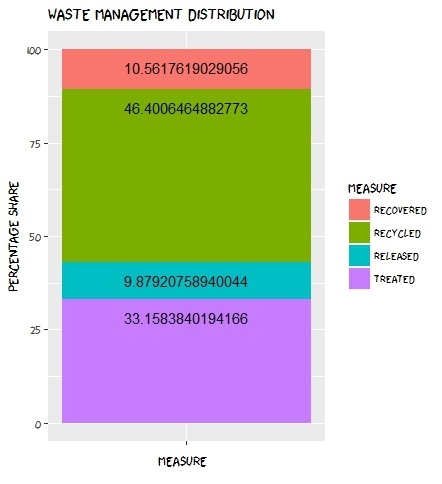 WASTE MANAGEMENT DISTRIBUTION
100
75
50
25
0
PERCENTAGE SHARE
10.5617619029056
46.4006464882773
9.87920758940044
33.1583840194166
MEASURE
MEASURE
RECOVERED
RECYCLED
RELEASED
TREATED